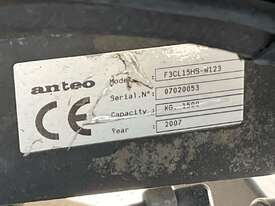 anteo
CE
Model: F3CL15HS-W123
Serial.N°: 07020053
Capacity : KG. 1500
Year : 2007